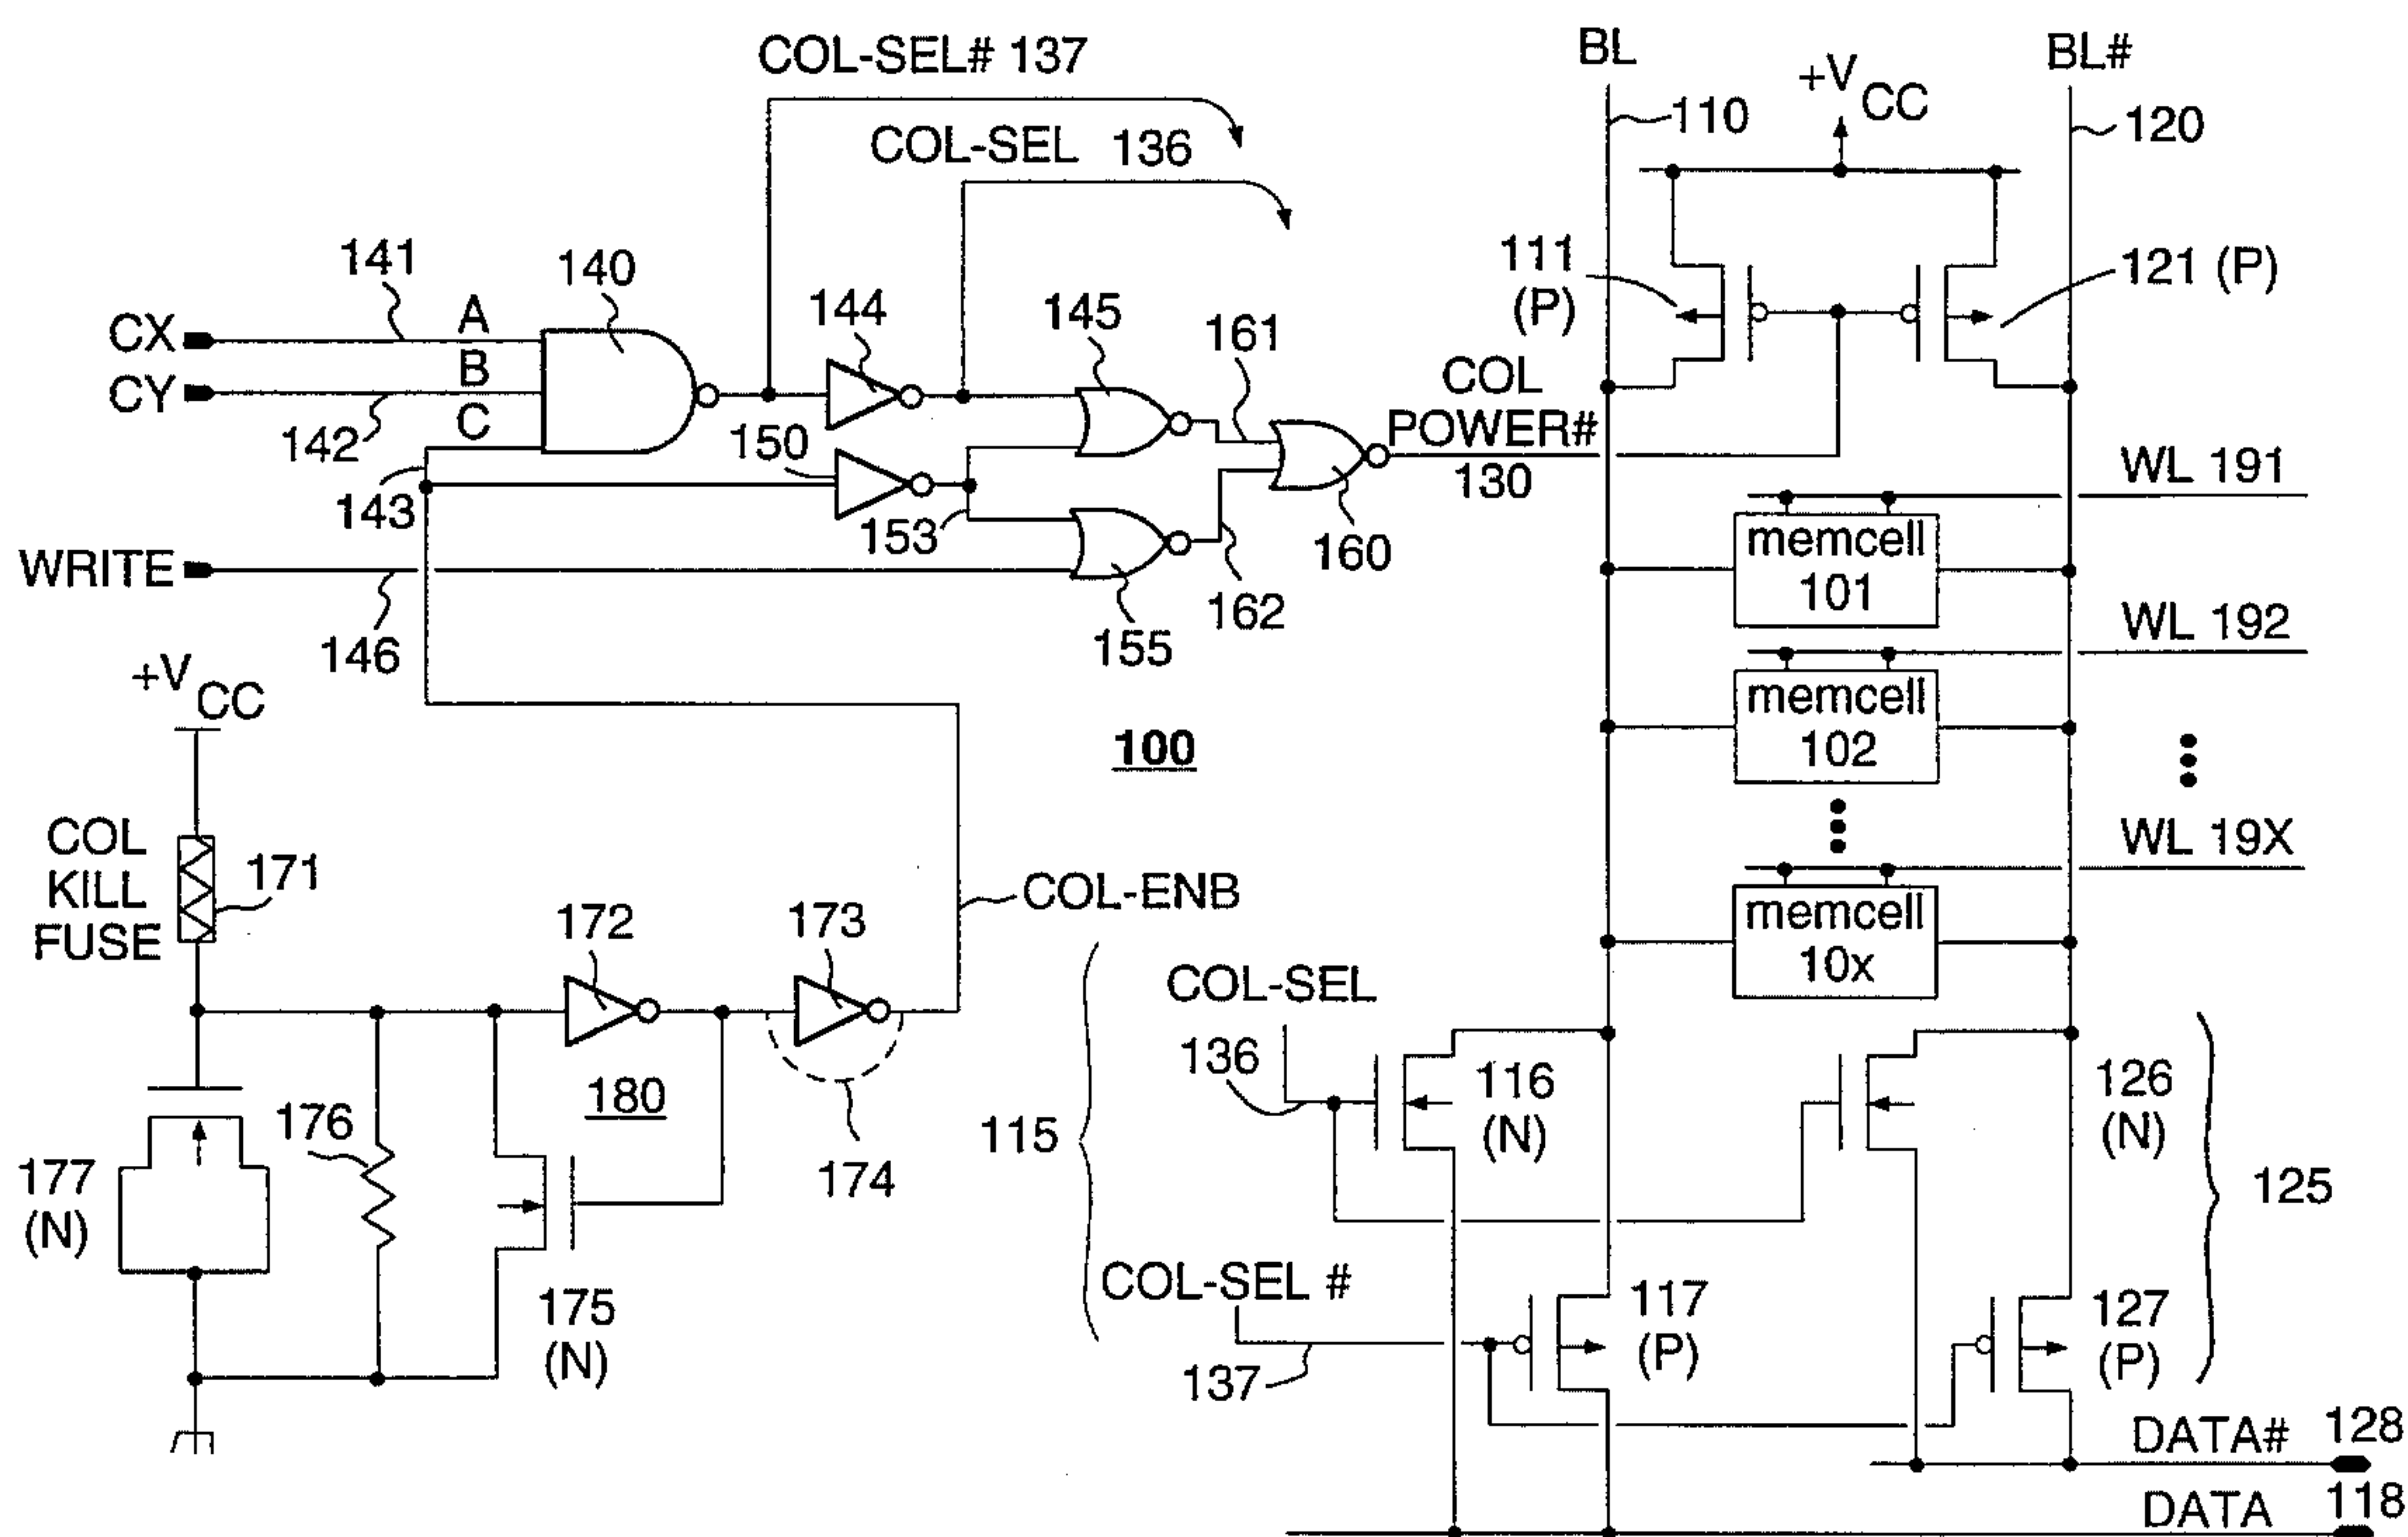 COL-SEL# 137
COL-SEL 136
BL
BL#
+VCC
110
120
111
(P)
121 (P)
141
140
144
145
161
CX
A
CY
B
C
142
150
COL
POWER#
130
143
153
160
WRITE
146
155
162
WL 191
memcell
101
WL 192
memcell
102
WL 19X
memcell
10x
+VCC
100
COL
KILL
FUSE
171
172
173
COL-ENB
180
176
174
177
(N)
175
(N)
115
COL-SEL
136
116
(N)
126
(N)
125
COL-SEL #
137
117
(P)
127
(P)
DATA# 128
DATA 118